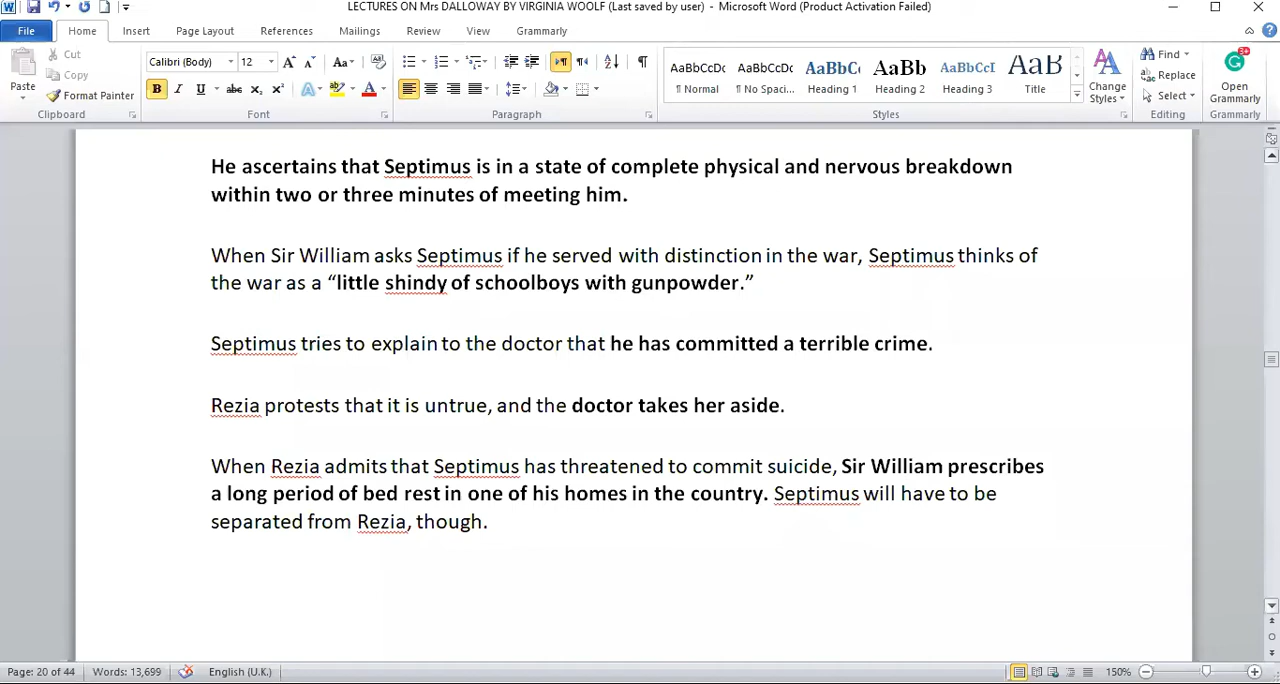 LECTURES ON Mrs DALLOWAY BY VIRGINIA WOOLF (Last saved by user) - Microsoft Word (Product Activation Failed)
File Home Insert Page Layout References Mailings Review View Grammarly
Paste Cut Copy Format Painter
Calibri (Body) 12
AaBbCcDc AaBbCcDc AaBbC AaBb AaBbCcI AaB
¶ Normal ¶ No Spaci... Heading 1 Heading 2 Heading 3 Title
Change Styles
Find Replace Select
Open Grammarly
Clipboard Font Paragraph Styles Editing Grammarly
He ascertains that Septimus is in a state of complete physical and nervous breakdown
within two or three minutes of meeting him.
When Sir William asks Septimus if he served with distinction in the war, Septimus thinks of
the war as a “little shindy of schoolboys with gunpowder.”
Septimus tries to explain to the doctor that he has committed a terrible crime.
Rezia protests that it is untrue, and the doctor takes her aside.
When Rezia admits that Septimus has threatened to commit suicide, Sir William prescribes
a long period of bed rest in one of his homes in the country. Septimus will have to be
separated from Rezia, though.
Page: 20 of 44 Words: 13,699 English (U.K.) 150%